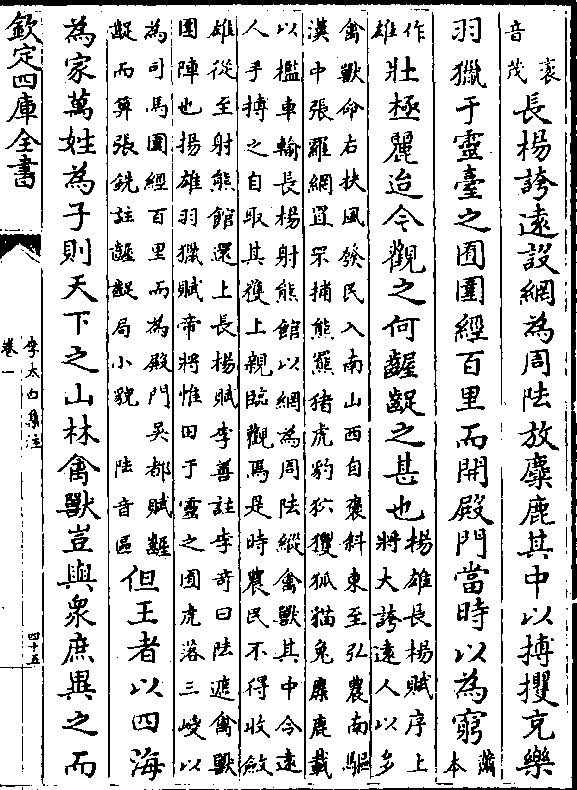 袤
音茂
長楊誇遠設網為周阹放麋鹿其中以搏攫充樂
羽獵于靈臺之囿圍經百里而開殿門當時以為窮
蕭
本
作
雄
壯極麗迨今觀之何齷齪之甚也
楊雄長楊賦序上
將大誇遠人以多
禽獸命右扶風發民入南山西自褒斜東至弘農南驅
漢中張羅網罝罘捕熊羆猪虎豹狖玃狐猫兔麋鹿載
以檻車輸長楊射熊館以網為周阹縱禽獸其中令遠
人手搏之自取其獲上親臨觀焉是時農民不得收斂
雄從至射熊館還上長楊賦李善註李奇曰阹遮禽獸
圍陣也揚雄羽獵賦帝將惟田于靈之囿虎落三嵏以
為司馬圍經百里而為殿門吳都賦齷
齪而算張銑註齷齪局小貌 阹音區
但王者以四海
為家萬姓為子則天下之山林禽獸豈與衆庶異之而
欽定四庫全書
李太白集注
卷一
四十五